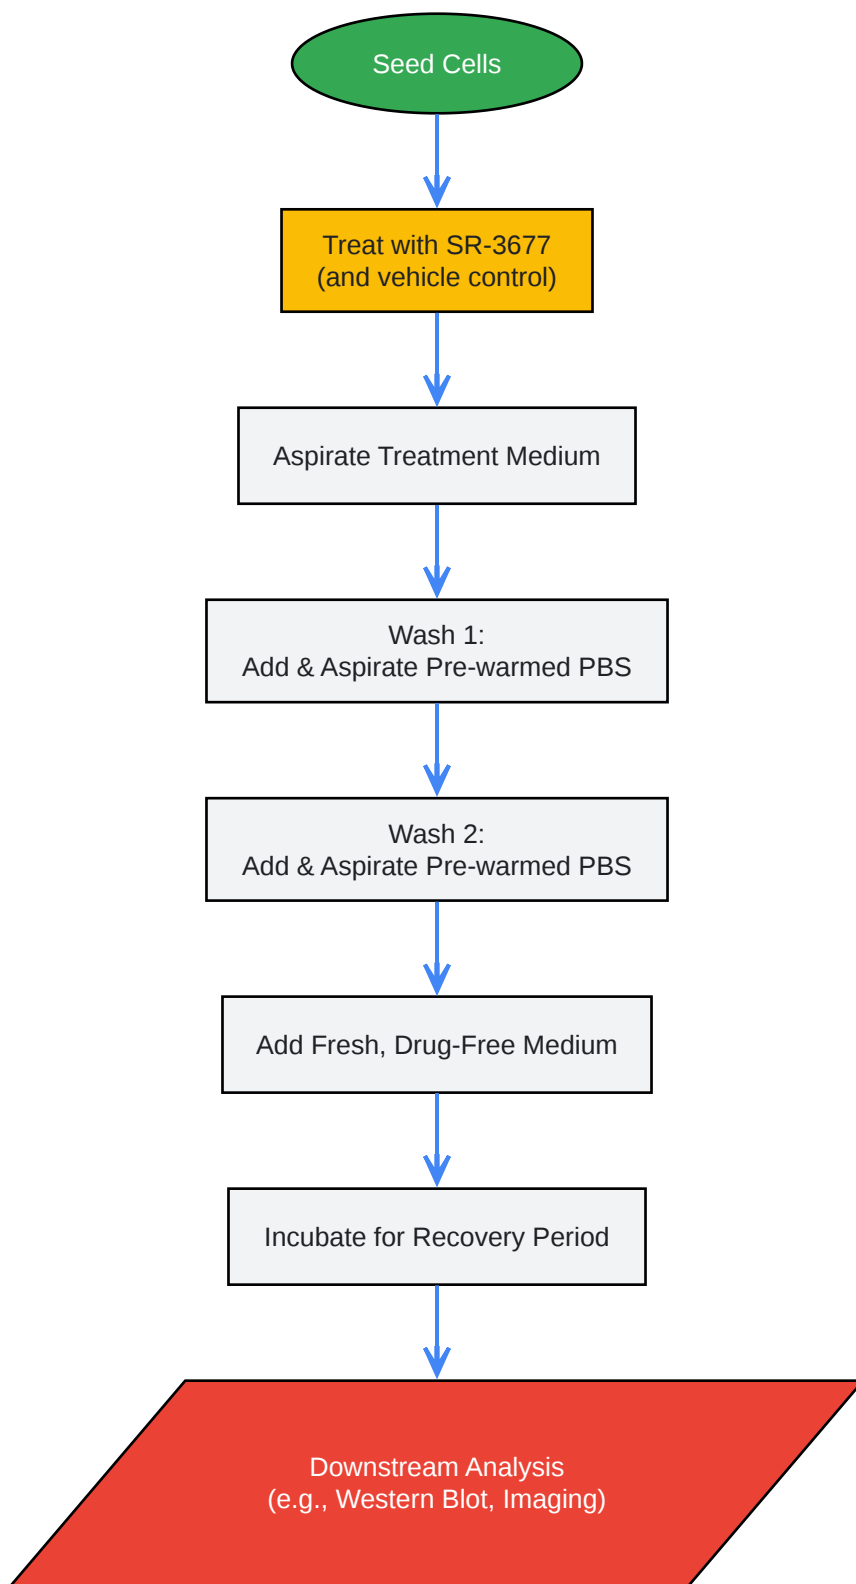 Seed Cells
Treat with SR-3677
(and vehicle control)
Aspirate Treatment Medium
Wash 1:
Add & Aspirate Pre-warmed PBS
Wash 2:
Add & Aspirate Pre-warmed PBS
Add Fresh, Drug-Free Medium
Incubate for Recovery Period
Downstream Analysis
(e.g., Western Blot, Imaging)